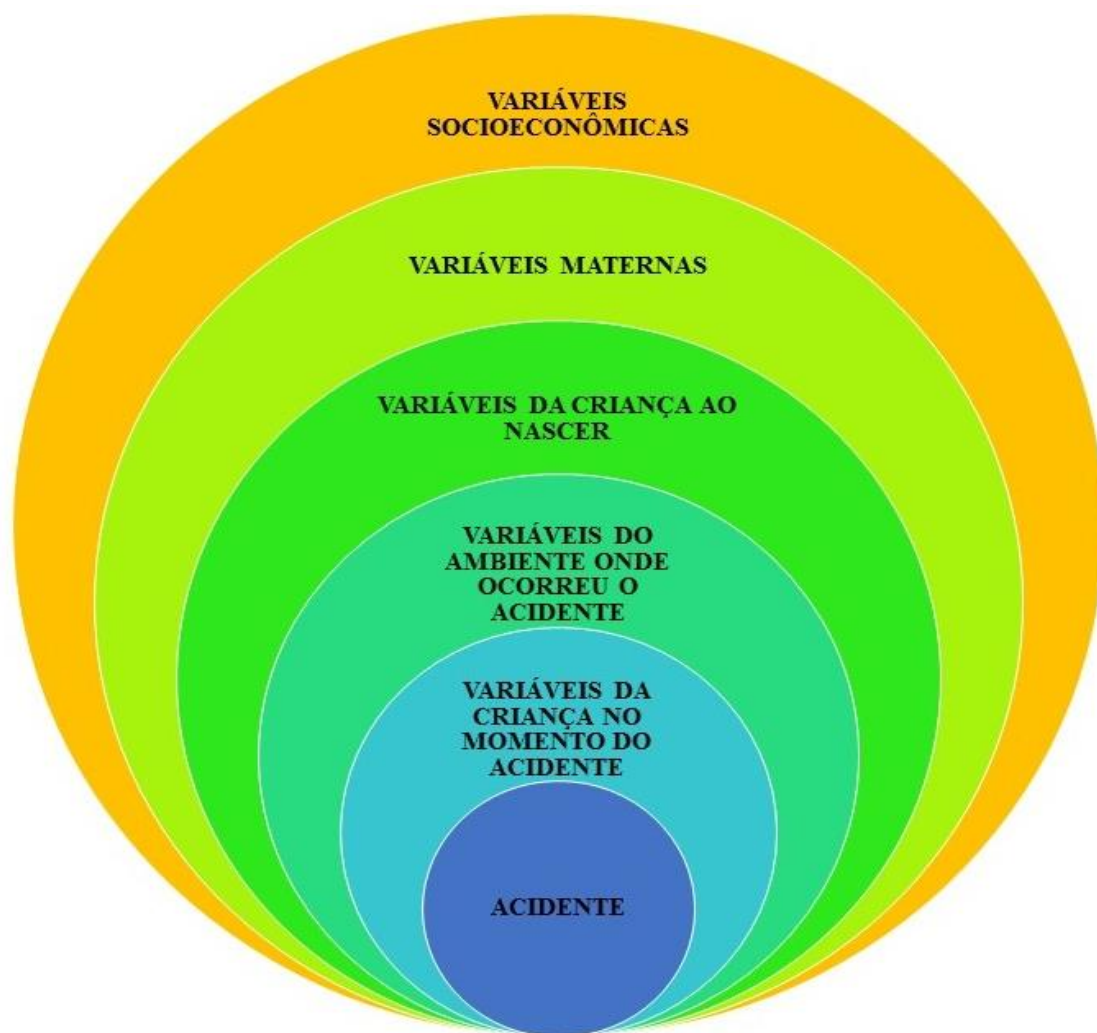 VARIÁVEIS
SOCIOECONÔMICAS
VARIÁVEIS MATERNAS
VARIÁVEIS DA CRIANÇA AO
NASCER
VARIÁVEIS DO
AMBIENTE ONDE
OCORREU O
ACIDENTE
VARIÁVEIS DA
CRIANÇA NO
MOMENTO DO
ACIDENTE
ACIDENTE